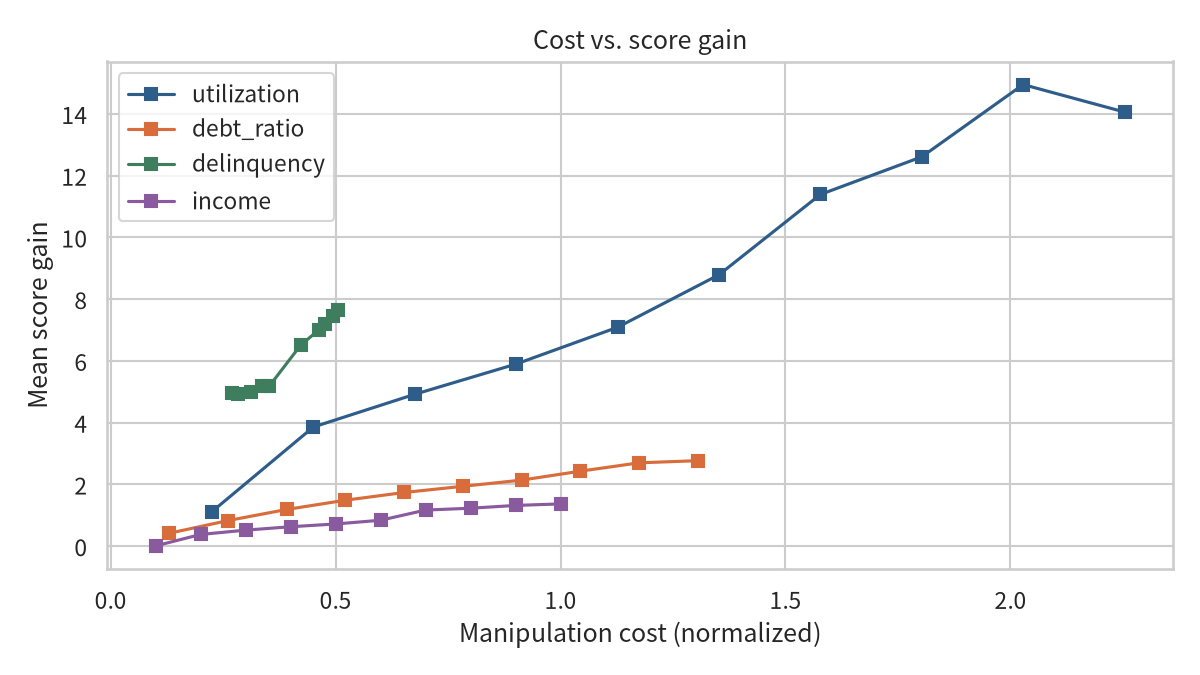 Cost vs. score gain
utilization
debt_ratio
delinquency
income
Mean score gain
14
12
10
8
6
4
2
0
0.0
0.5
1.0
1.5
2.0
Manipulation cost (normalized)